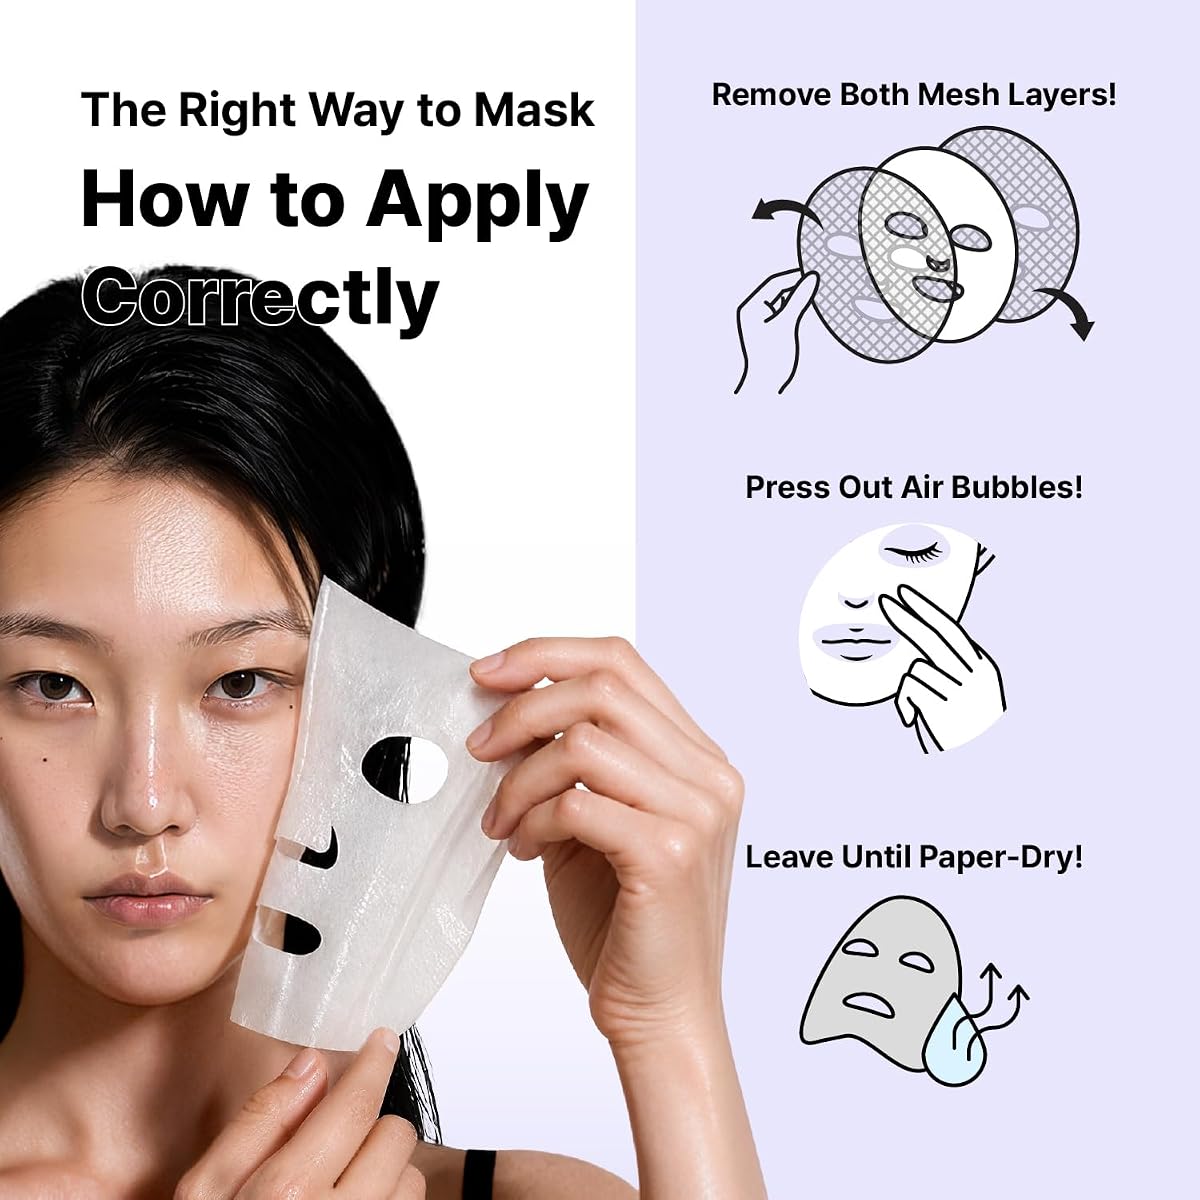 The Right Way to Mask
How to Apply
Correctly
Remove Both Mesh Layers!
Press Out Air Bubbles!
Leave Until Paper-Dry!